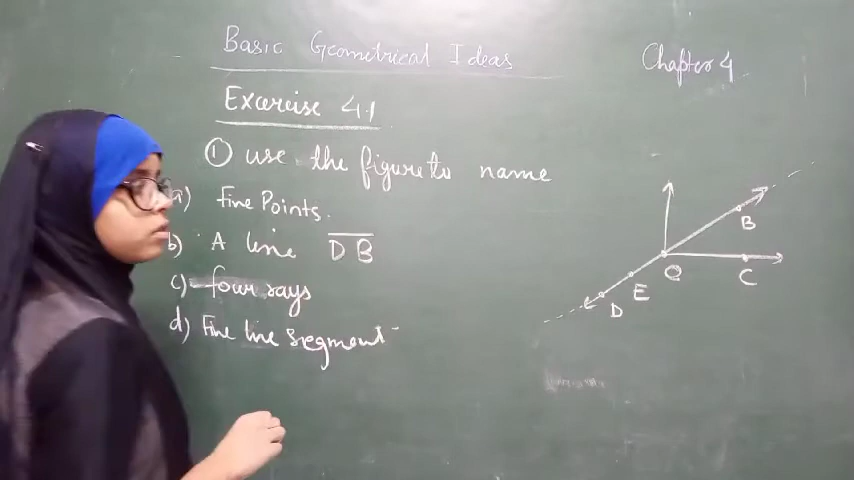 Basic Geometrical Ideas
Chapter 4
Excercise 4.1
① use the figure to name
a) Five Points.
b) A line DB
c) four rays
d) Five line segment
B
O
C
E
D